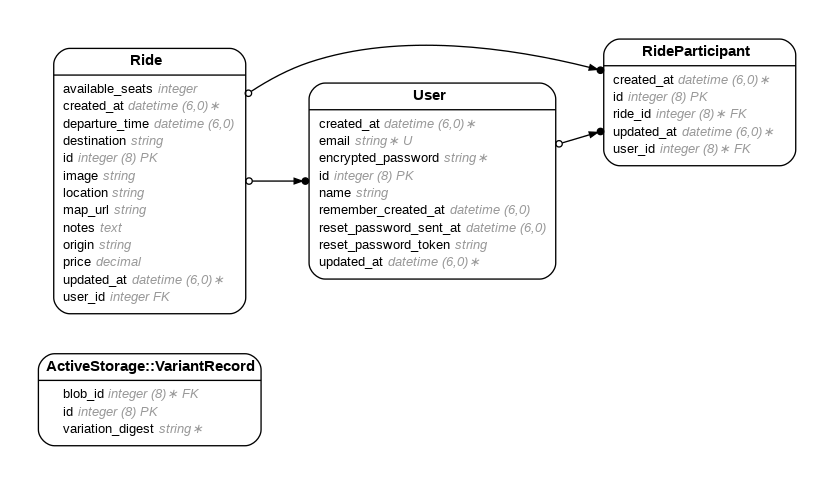 Ride
available_seats integer
created_at datetime (6,0)∗
departure_time datetime (6,0)
destination string
id integer (8) PK
image string
location string
map_url string
notes text
origin string
price decimal
updated_at datetime (6,0)∗
user_id integer FK
User
created_at datetime (6,0)∗
email string∗ U
encrypted_password string∗
id integer (8) PK
name string
remember_created_at datetime (6,0)
reset_password_sent_at datetime (6,0)
reset_password_token string
updated_at datetime (6,0)∗
RideParticipant
created_at datetime (6,0)∗
id integer (8) PK
ride_id integer (8)∗ FK
updated_at datetime (6,0)∗
user_id integer (8)∗ FK
ActiveStorage::VariantRecord
blob_id integer (8)∗ FK
id integer (8) PK
variation_digest string∗